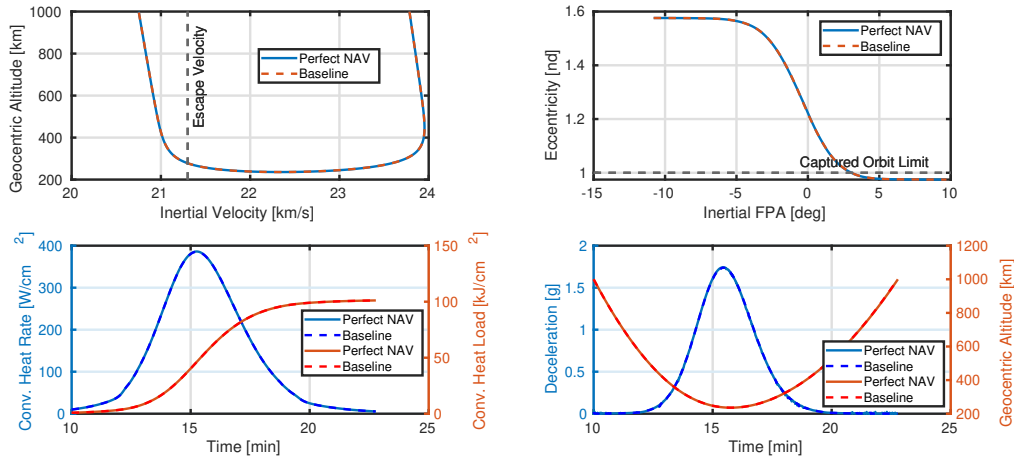 Geocentric Altitude [km]
1000
800
600
400
200
Escape Velocity
Perfect NAV
Baseline
20
21
22
23
24
Inertial Velocity [km/s]
Eccentricity [nd]
1.6
1.4
1.2
1
Perfect NAV
Baseline
Captured Orbit Limit
-15
-10
-5
0
5
10
Inertial FPA [deg]
Conv. Heat Rate [W/cm2]
400
300
200
100
0
Perfect NAV
Baseline
Perfect NAV
Baseline
150
100
50
0
Conv. Heat Load [kJ/cm2]
10
15
20
25
Time [min]
Deceleration [g]
2
1.5
1
0.5
0
Perfect NAV
Baseline
Perfect NAV
Baseline
1200
1000
800
600
400
200
Geocentric Altitude [km]
10
15
20
25
Time [min]